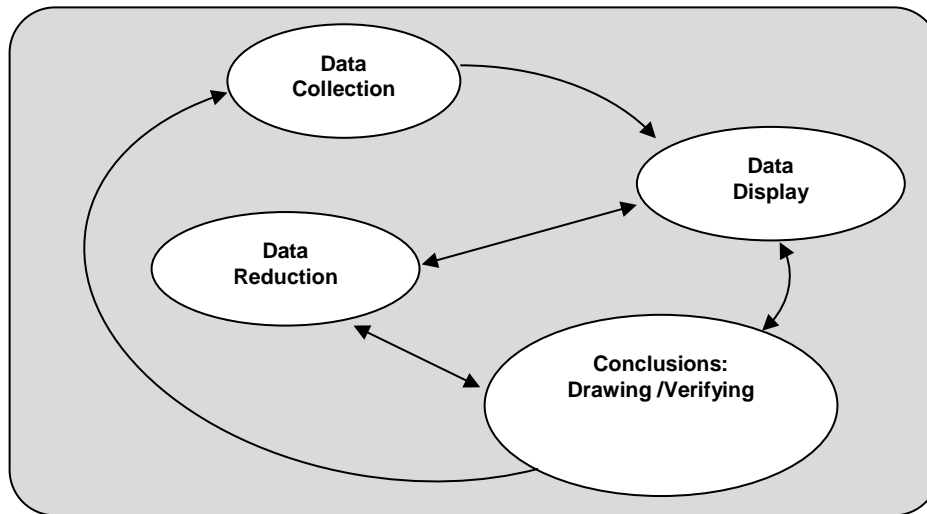 Data
Collection
Data
Display
Data
Reduction
Conclusions:
Drawing /Verifying